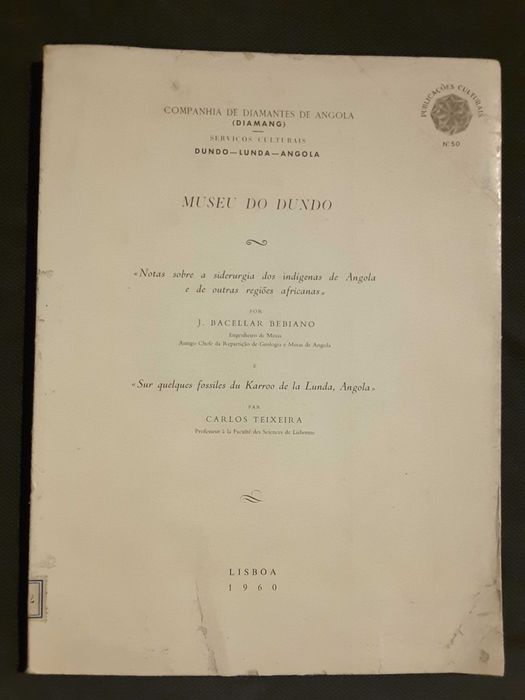 COMPANHIA DE DIAMANTES DE ANGOLA
(DIAMANG)
SERVIÇOS CULTURAIS
DUNDO—LUNDA—ANGOLA
PUBLICAÇÕES CULTURAIS
Nº 50
MUSEU DO DUNDO
«Notas sobre a siderurgia dos indígenas de Angola
e de outras regiões africanas»
POR
J. BACELLAR BEBIANO
Engenheiro de Minas
Antigo Chefe da Repartição de Geologia e Minas de Angola
E
«Sur quelques fossiles du Karroo de la Lunda, Angola»
PAR
CARLOS TEIXEIRA
Professeur à la Faculté des Sciences de Lisbonne
LISBOA
1960